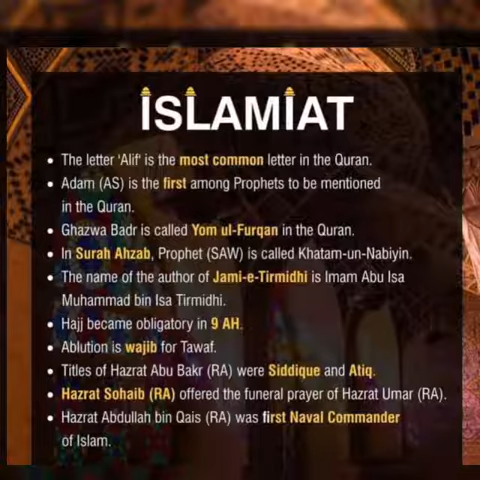 ISLAMIAT
• The letter 'Alif' is the most common letter in the Quran.
• Adam (AS) is the first among Prophets to be mentioned
in the Quran.
• Ghazwa Badr is called Yom ul-Furqan in the Quran.
• In Surah Ahzab, Prophet (SAW) is called Khatam-un-Nabiyin.
• The name of the author of Jami-e-Tirmidhi is Imam Abu Isa
Muhammad bin Isa Tirmidhi.
• Hajj became obligatory in 9 AH.
• Ablution is wajib for Tawaf.
• Titles of Hazrat Abu Bakr (RA) were Siddique and Atiq.
• Hazrat Sohaib (RA) offered the funeral prayer of Hazrat Umar (RA).
• Hazrat Abdullah bin Qais (RA) was first Naval Commander
of Islam.